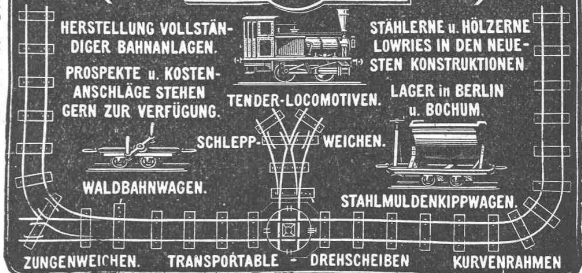 HERSTELLUNG VOLLSTÄN-
DIGER BAHNANLAGEN.
PROSPEKTE u. KOSTEN-
ANSCHLÄGE STEHEN
GERN ZUR VERFÜGUNG.
STÄHLERNE u. HÖLZERNE
LOWRIES IN DEN NEUE-
STEN KONSTRUKTIONEN
LAGER in BERLIN
u. BOCHUM
TENDER-LOCOMOTIVEN.
SCHLEPP- WEICHEN.
WALDBAHNWAGEN.
STAHLMULDENKIPPWAGEN.
ZUNGENWEICHEN. TRANSPORTABLE - DREHSCHEIBEN KURVENRAHMEN